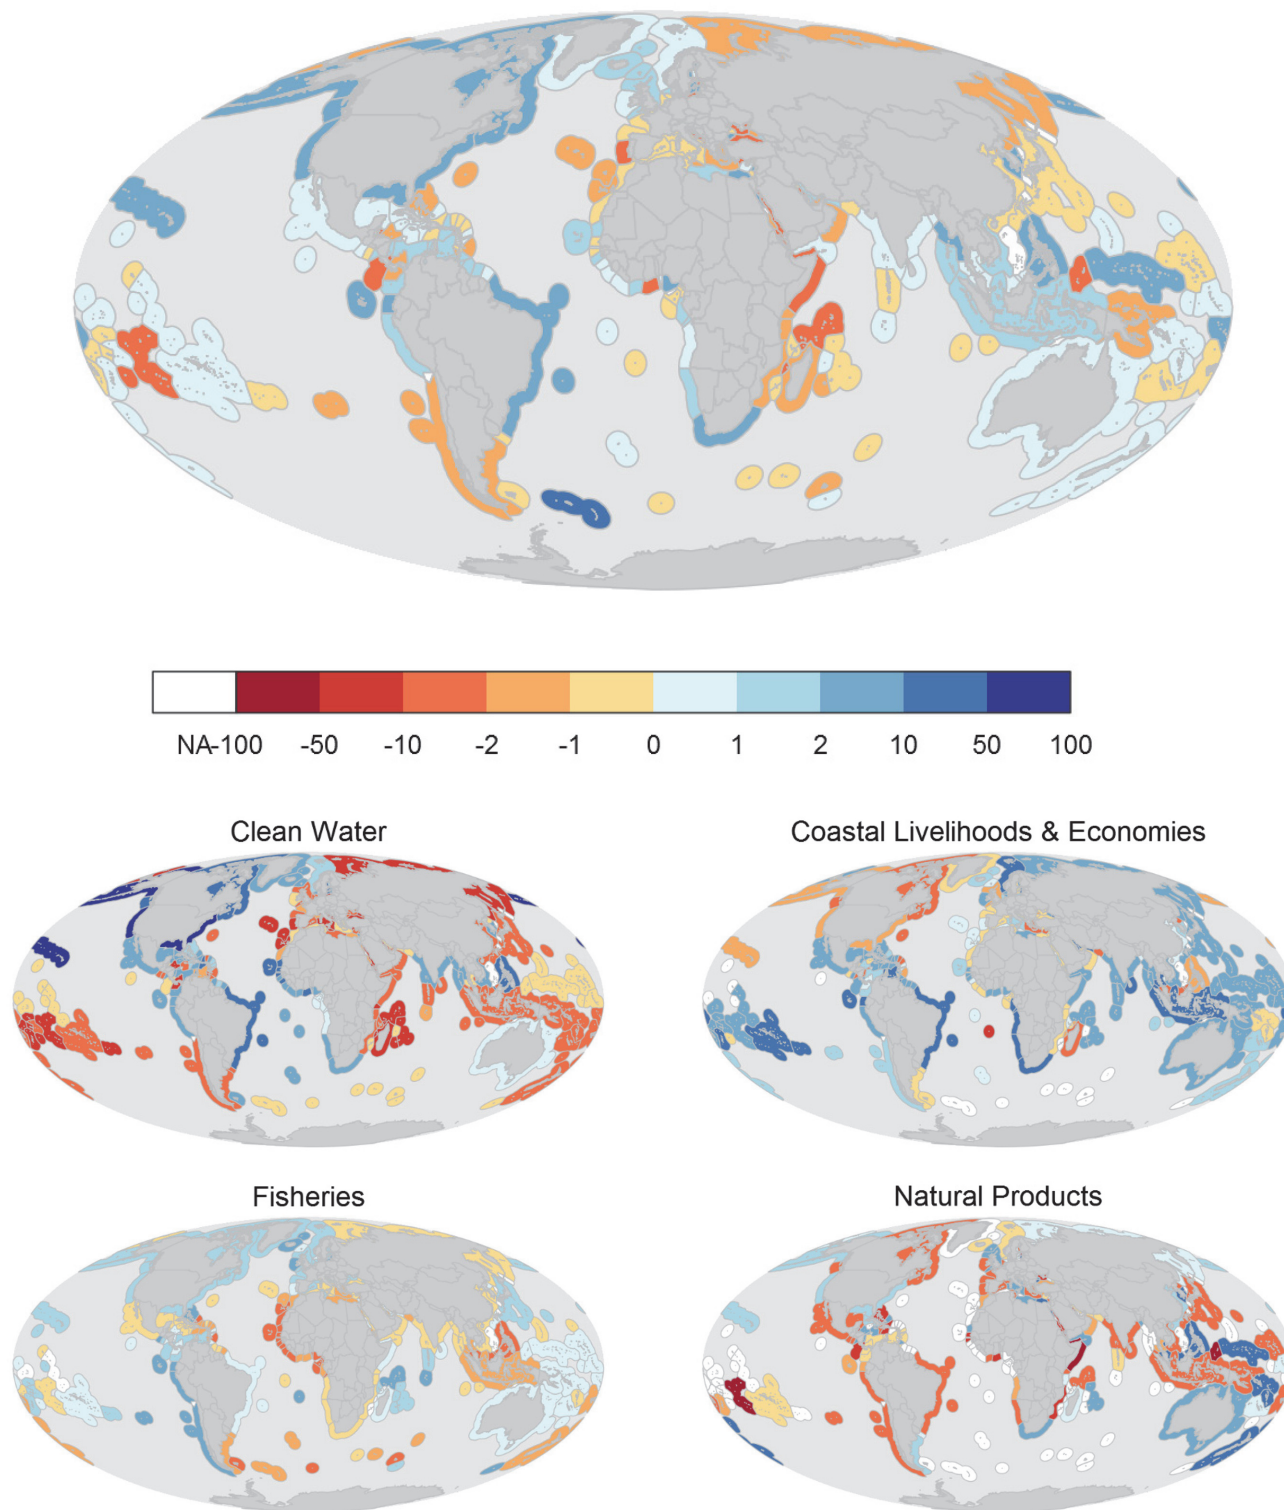 NA-100 -50 -10 -2 -1 0 1 2 10 50 100
Clean Water
Coastal Livelihoods & Economies
Fisheries
Natural Products